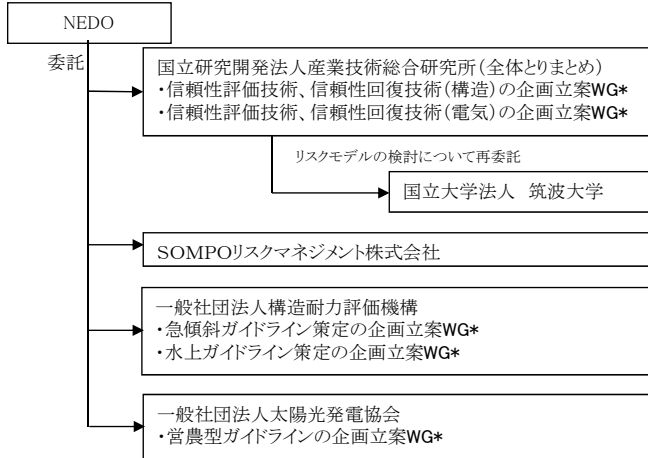 NEDO
委託
国立研究開発法人産業技術総合研究所(全体とりまとめ)
・信頼性評価技術、信頼性回復技術(構造)の企画立案WG*
・信頼性評価技術、信頼性回復技術(電気)の企画立案WG*
リスクモデルの検討について再委託
国立大学法人 筑波大学
SOMPOリスクマネジメント株式会社
一般社団法人構造耐力評価機構
・急傾斜ガイドライン策定の企画立案WG*
・水上ガイドライン策定の企画立案WG*
一般社団法人太陽光発電協会
・営農型ガイドラインの企画立案WG*